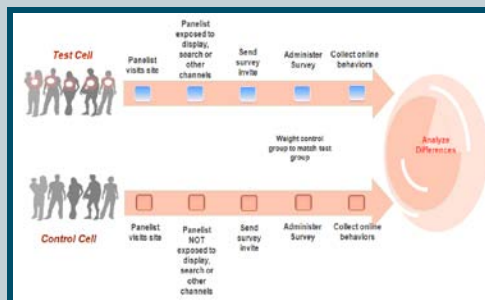 Test Cell
Panelist
visits site
Panelist
exposed to
display,
search or
other
channels
Send
survey
invite
Administer
Survey
Collect online
behaviors
Weight control
group to match test
group
Analyze
Differences
Control Cell
Panelist
visits site
Panelist
NOT
exposed to
display,
search or
other
channels
Send
survey
invite
Administer
Survey
Collect online
behaviors